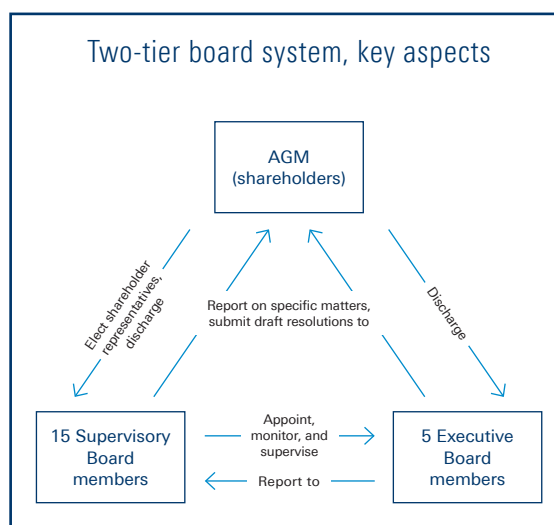 Two-tier board system, key aspects
AGM
(shareholders)
Elect shareholder
representatives,
discharge
Report on specific matters,
submit draft resolutions to
Discharge
15 Supervisory
Board
members
Appoint,
monitor, and
supervise
Report to
5 Executive
Board
members